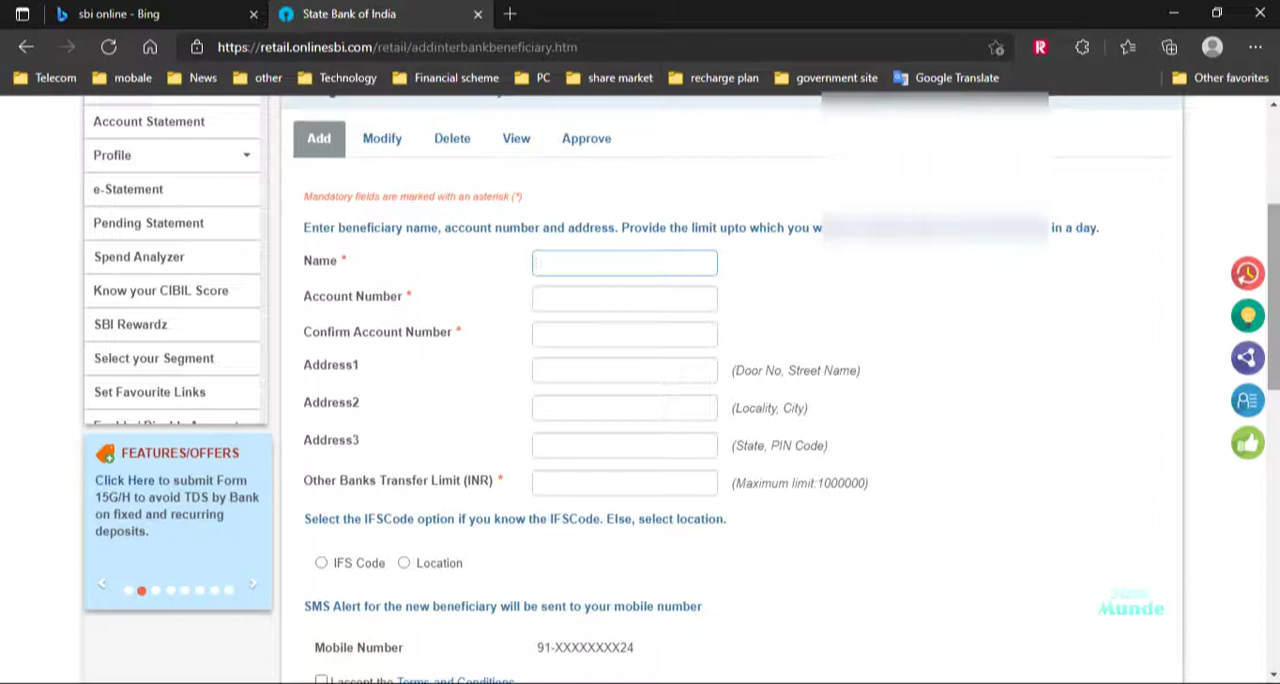 sbi online - Bing
State Bank of India
https://retail.onlinesbi.com/retail/addinterbankbeneficiary.htm
Telecom mobale News other Technology Financial scheme PC share market recharge plan government site Google Translate Other favorites
Account Statement
Profile
e-Statement
Pending Statement
Spend Analyzer
Know your CIBIL Score
SBI Rewardz
Select your Segment
Set Favourite Links
FEATURES/OFFERS
Click Here to submit Form
15G/H to avoid TDS by Bank
on fixed and recurring
deposits.
Add Modify Delete View Approve
Mandatory fields are marked with an asterisk (*)
Enter beneficiary name, account number and address. Provide the limit upto which you w in a day.
Name *
Account Number *
Confirm Account Number *
Address1 (Door No, Street Name)
Address2 (Locality, City)
Address3 (State, PIN Code)
Other Banks Transfer Limit (INR) * (Maximum limit:1000000)
Select the IFSCode option if you know the IFSCode. Else, select location.
IFS Code Location
SMS Alert for the new beneficiary will be sent to your mobile number
Munde
Mobile Number 91-XXXXXXXX24
I accept the Terms and Conditions